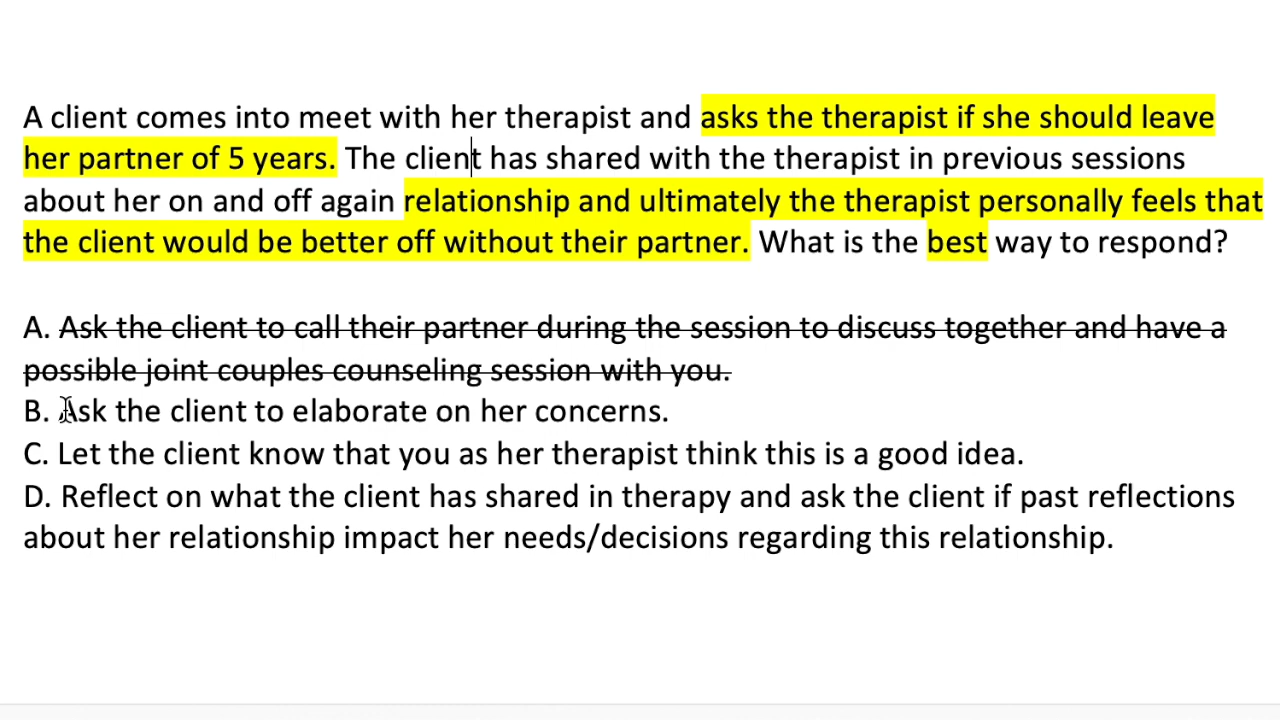 A client comes into meet with her therapist and asks the therapist if she should leave
her partner of 5 years. The client has shared with the therapist in previous sessions
about her on and off again relationship and ultimately the therapist personally feels that
the client would be better off without their partner. What is the best way to respond?
A. Ask the client to call their partner during the session to discuss together and have a
possible joint couples counseling session with you.
B. Ask the client to elaborate on her concerns.
C. Let the client know that you as her therapist think this is a good idea.
D. Reflect on what the client has shared in therapy and ask the client if past reflections
about her relationship impact her needs/decisions regarding this relationship.